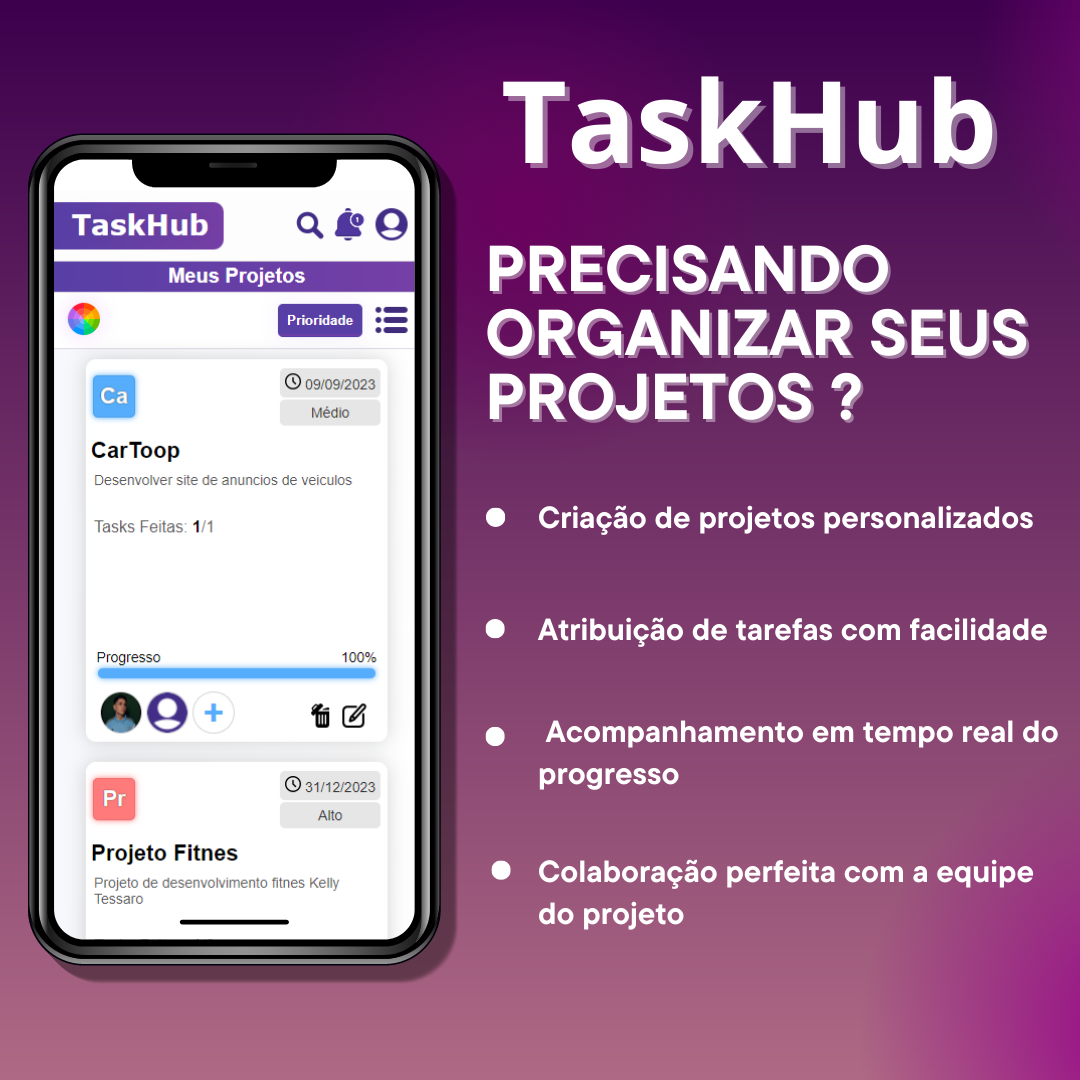 TaskHub
PRECISANDO
ORGANIZAR SEUS
PROJETOS ?
Criação de projetos personalizados
Atribuição de tarefas com facilidade
Acompanhamento em tempo real do
progresso
Colaboração perfeita com a equipe
do projeto
TaskHub
1
Meus Projetos
Prioridade
Ca
09/09/2023
Médio
CarToop
Desenvolver site de anuncios de veiculos
Tasks Feitas: 1/1
Progresso 100%
Pr
31/12/2023
Alto
Projeto Fitnes
Projeto de desenvolvimento fitnes Kelly
Tessaro